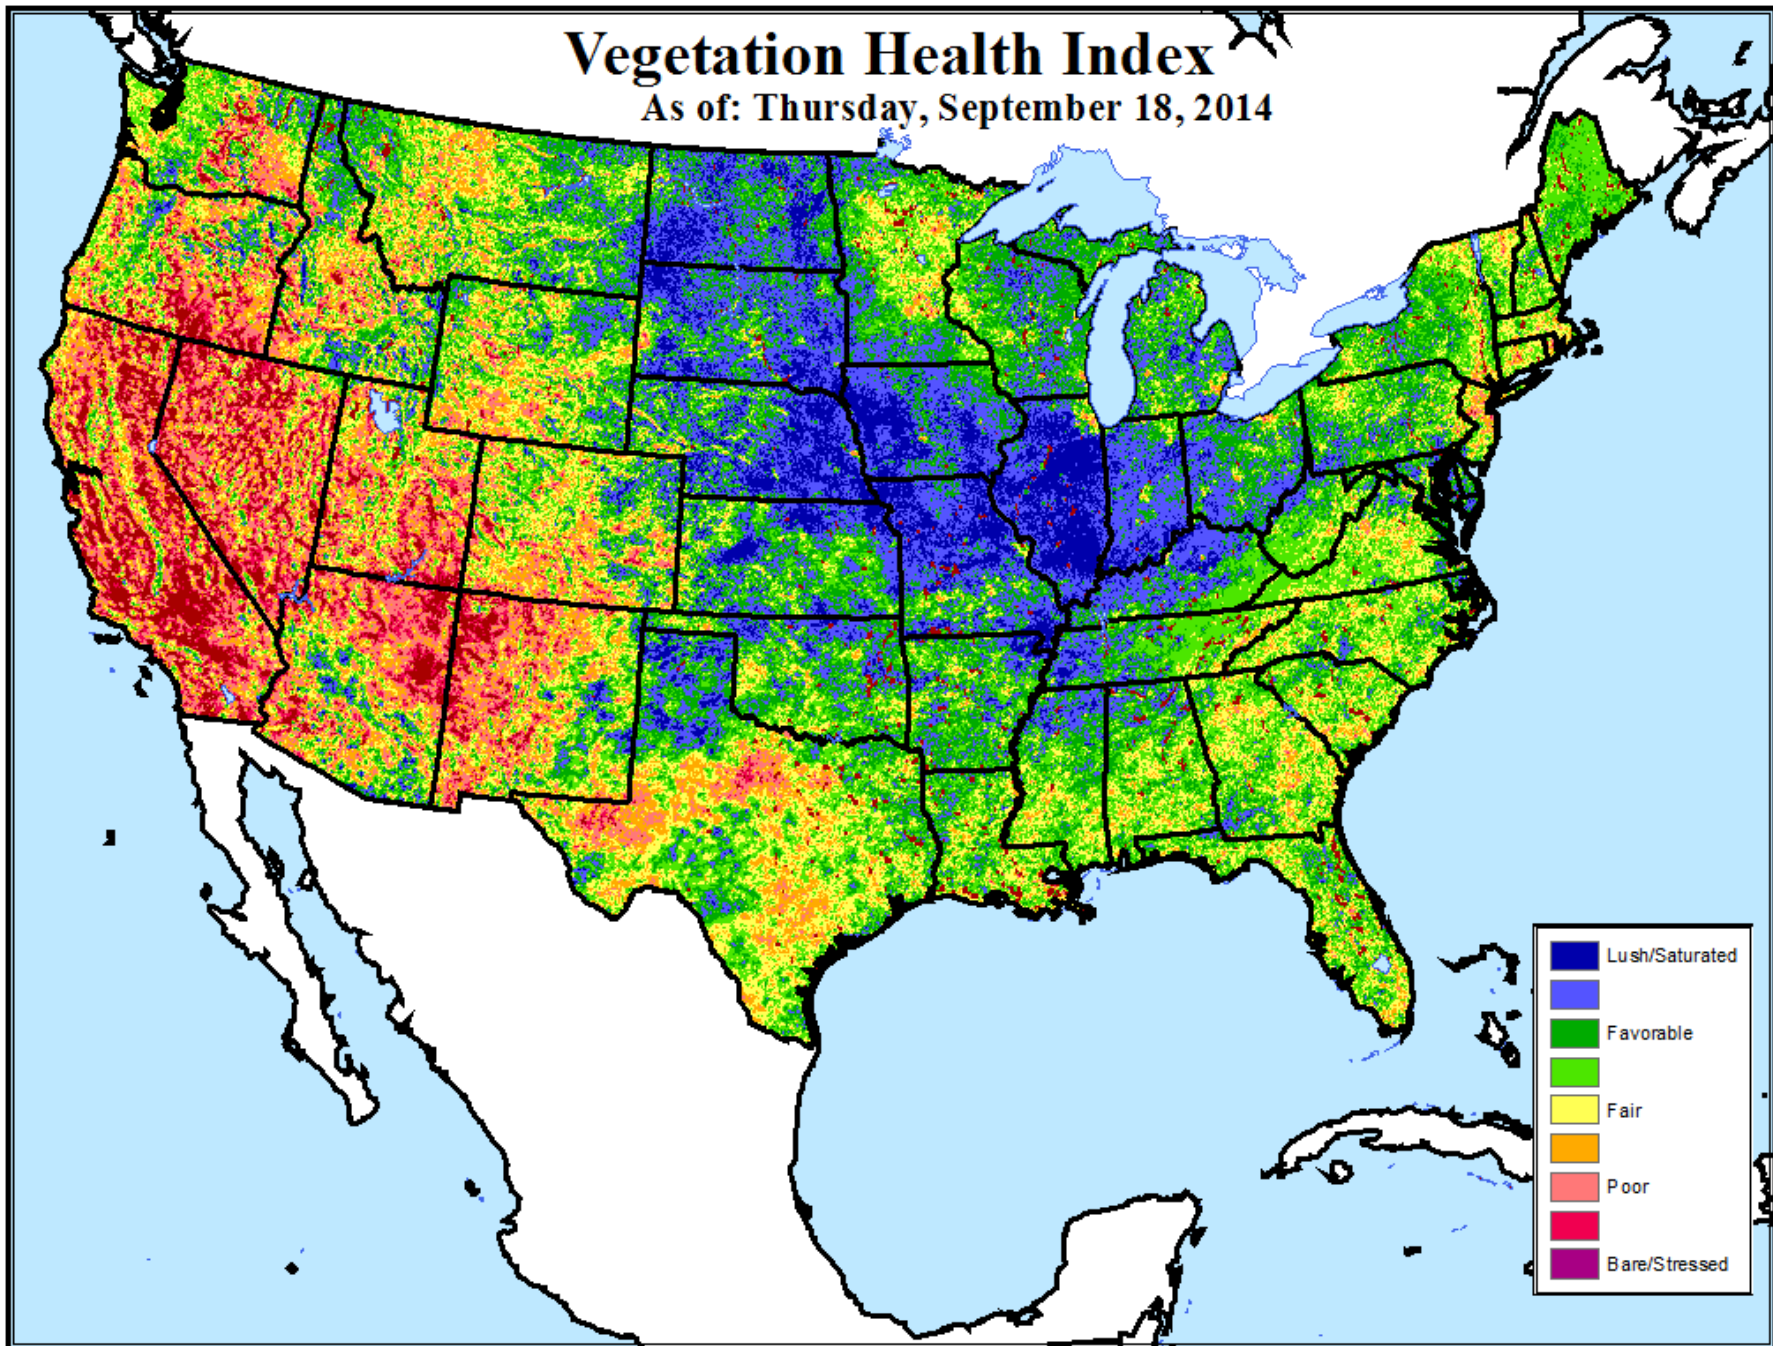 Vegetation Health Index
As of: Thursday, September 18, 2014
Lush/Saturated
Favorable
Fair
Poor
Bare/Stressed